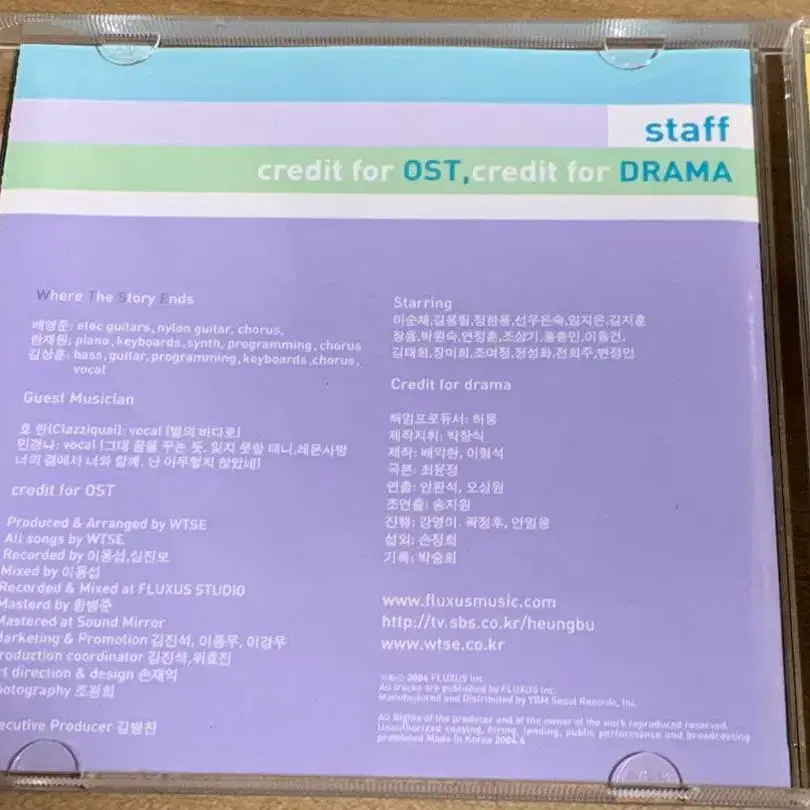 staff
credit for OST,credit for DRAMA
Where The Story Ends
배영준: elec guitars, nylon guitar, chorus,
한재원: piano, keyboards, synth, programming, chorus
김상훈: bass, guitar, programming, keyboards, chorus,
vocal
Guest Musician
호란(Clazziquai): vocal [별의 바다로]
민경나: vocal [그대 꿈을 꾸는 듯, 잊지 못할 테니, 레몬사탕
너의 곁에서 너와 함께, 난 아무렇지 않았네]
credit for OST
Produced & Arranged by WTSE
All songs by WTSE
Recorded by 이용섭,심진보
Mixed by 이용섭
Recorded & Mixed at FLUXUS STUDIO
Masterd by 황병준
Mastered at Sound Mirror
Marketing & Promotion 김진석, 이종무, 이강우
roduction coordinator 김진석,위효진
rt direction & design 손재익
otography 조원희
ecutive Producer 김병찬
Starring
이순재,김용림,정한용,선우은숙,임지은,김지훈
장용,박원숙,연정훈,조상기,홍충민,이동건,
김태희,장미희,조여정,정성화,전희주,변정민
Credit for drama
책임프로듀서: 허웅
제작지휘: 박창식
제작: 배익현, 이형석
극본: 최윤정
연출: 안판석, 오상원
조연출: 송지원
진행: 강영이, 곽정후, 언일용
섭외: 손정희
기록: 박승희
www.fluxusmusic.com
http://tv.sbs.co.kr/heungbu
www.wtse.co.kr
2004 FLUXUS Inc.
All tracks are published by FLUXUS Inc.
Manufactured and Distributed by YBM Seoul Records, Inc.
All Rights of the producer and of the owner of the work reproduced reserved.
Unauthorized copying, hiring, lending, public performance and broadcasting
prohibited Made in Korea 2004.6